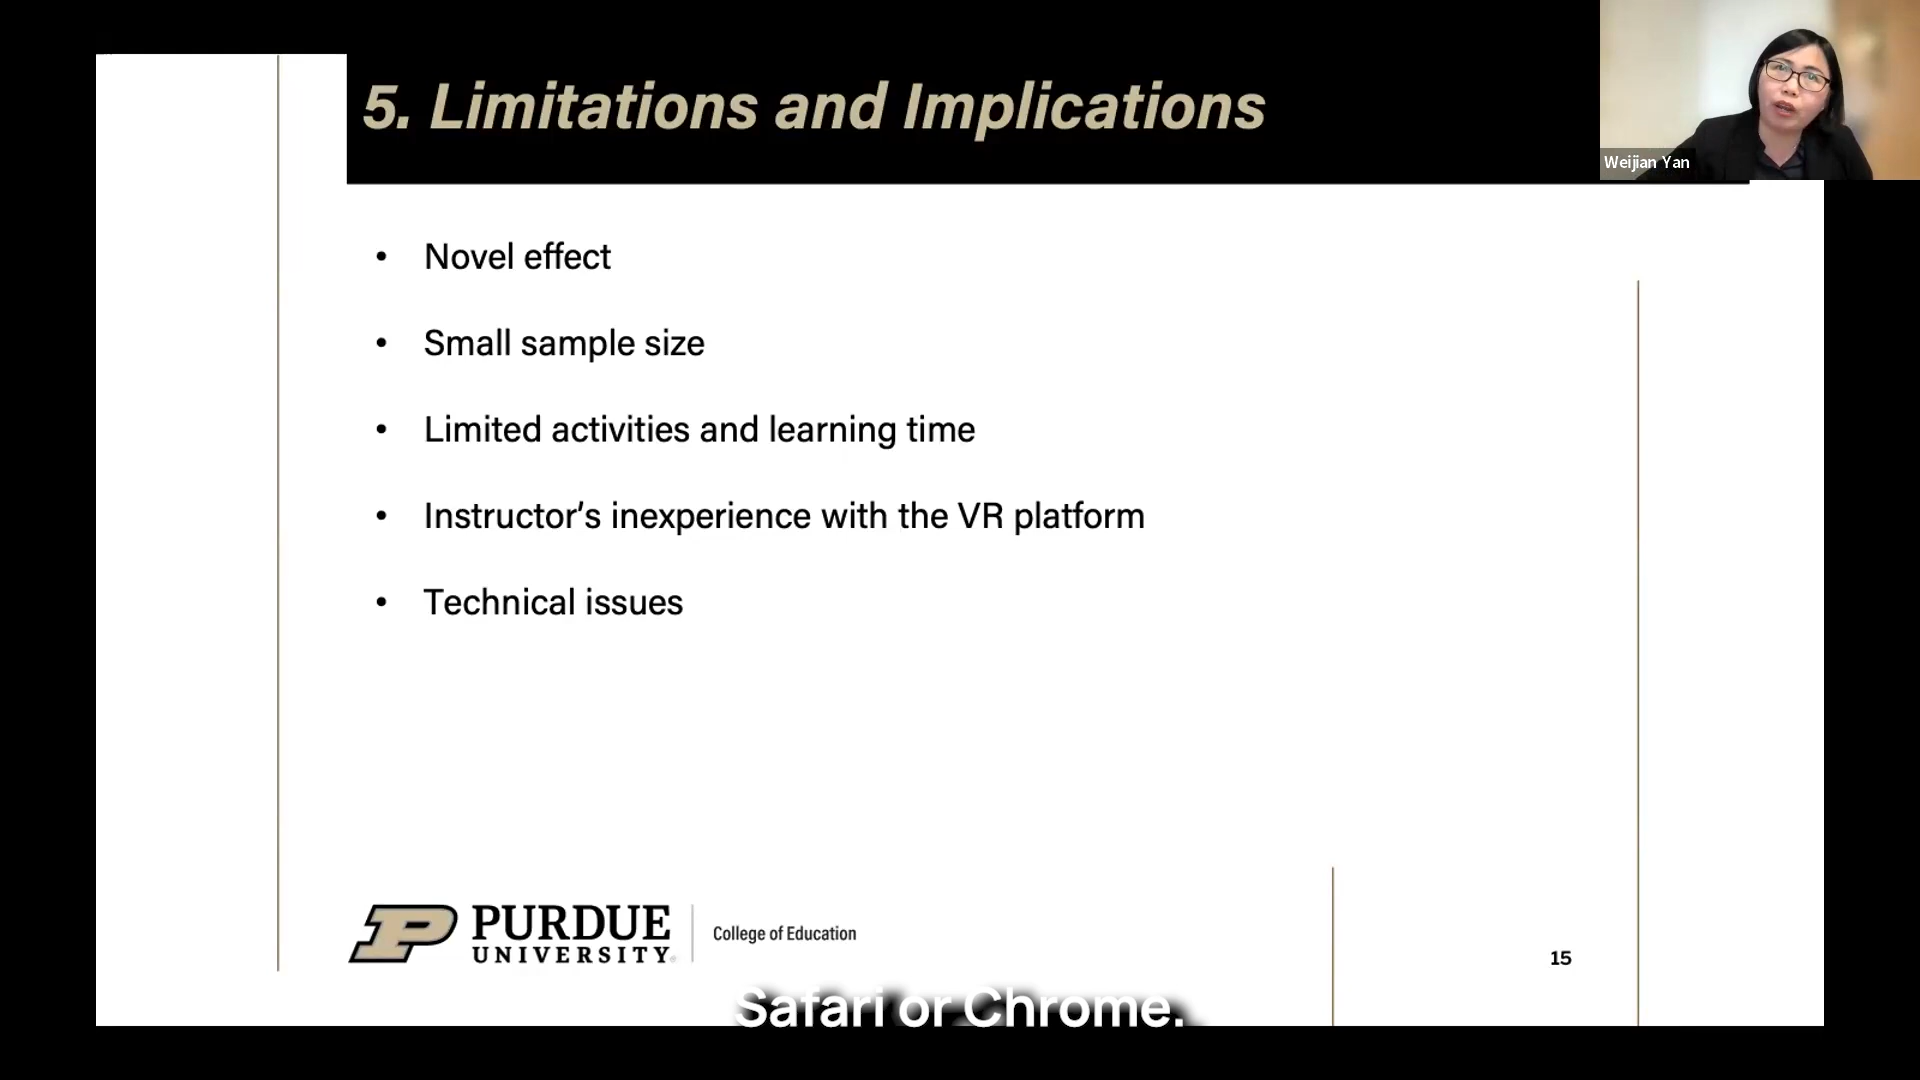 5. Limitations and Implications
Weijian Yan
• Novel effect
• Small sample size
• Limited activities and learning time
• Instructor’s inexperience with the VR platform
• Technical issues
PURDUE
UNIVERSITY
College of Education
15
Safari or Chrome.